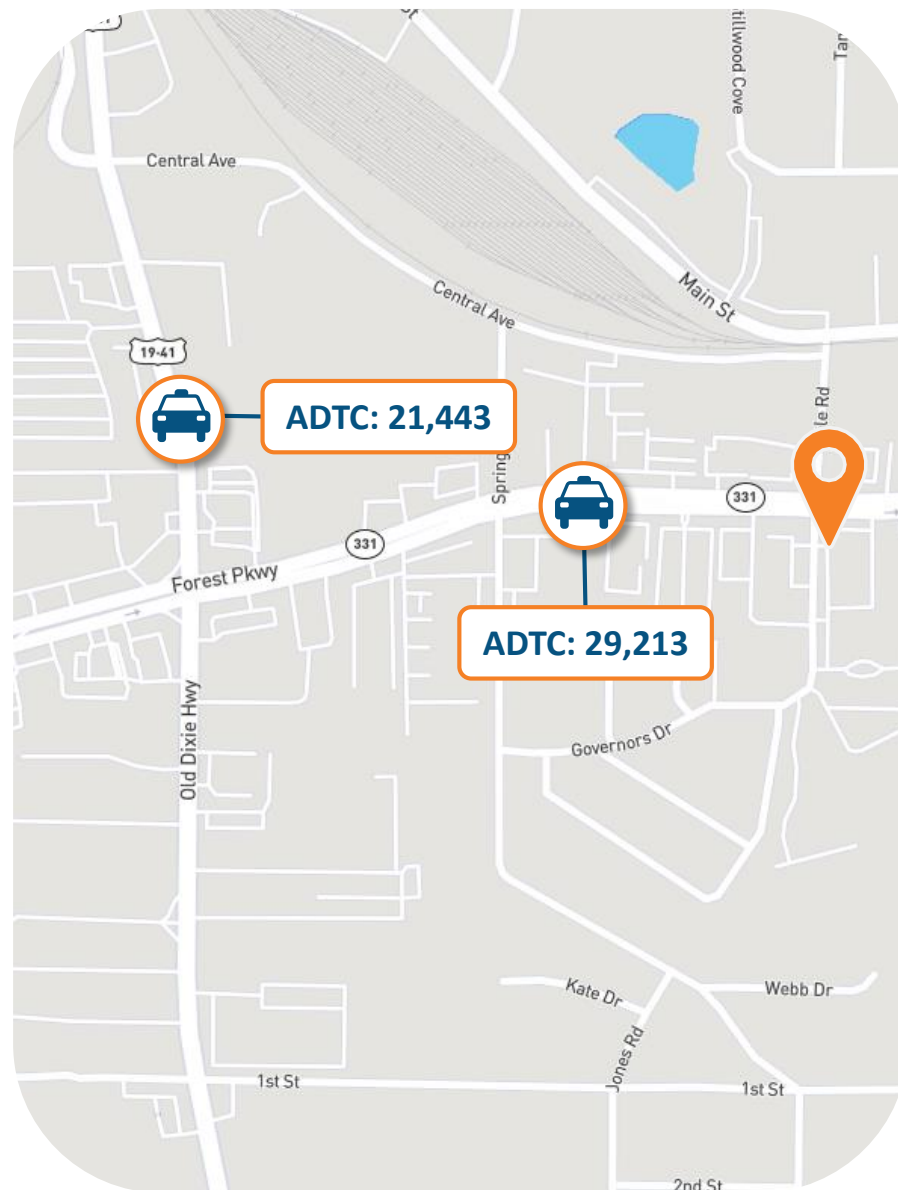 Central Ave
Stillwood Cove
Central Ave
Main St
19-41
ADTC: 21,443
331
331
Forest Pkwy
ADTC: 29,213
Old Dixie Hwy
Governors Dr
Kate Dr
Webb Dr
Jones Rd
1st St
1st St
2nd St